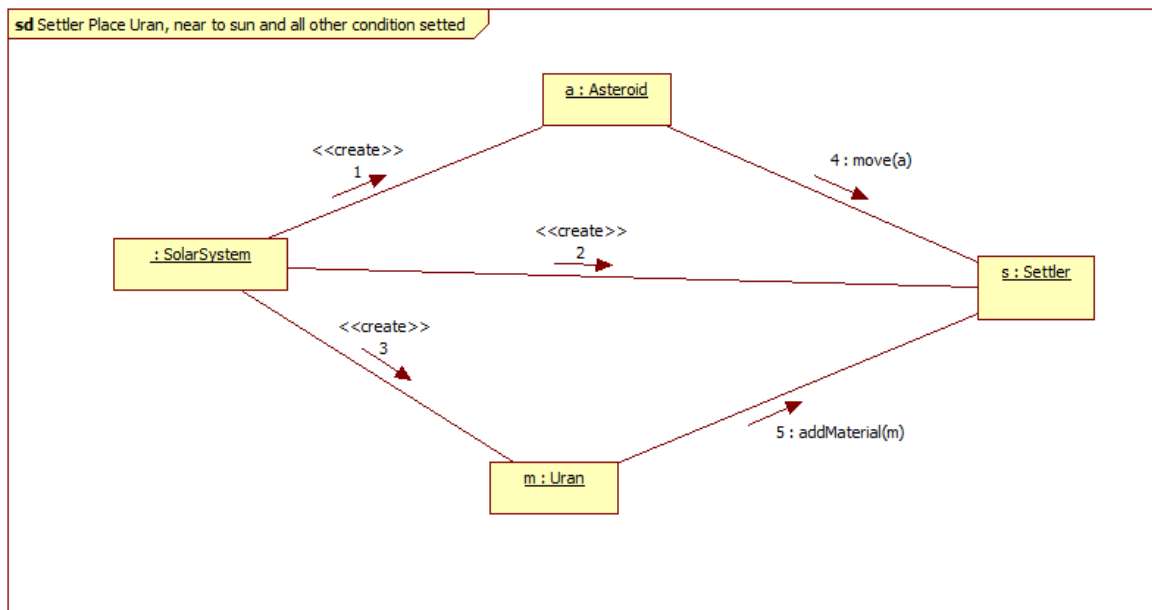 sd Settler Place Uran, near to sun and all other condition setted
a : Asteroid
<<create>>
1
4 : move(a)
<<create>>
2
: SolarSystem
s : Settler
<<create>>
3
5 : addMaterial(m)
m : Uran